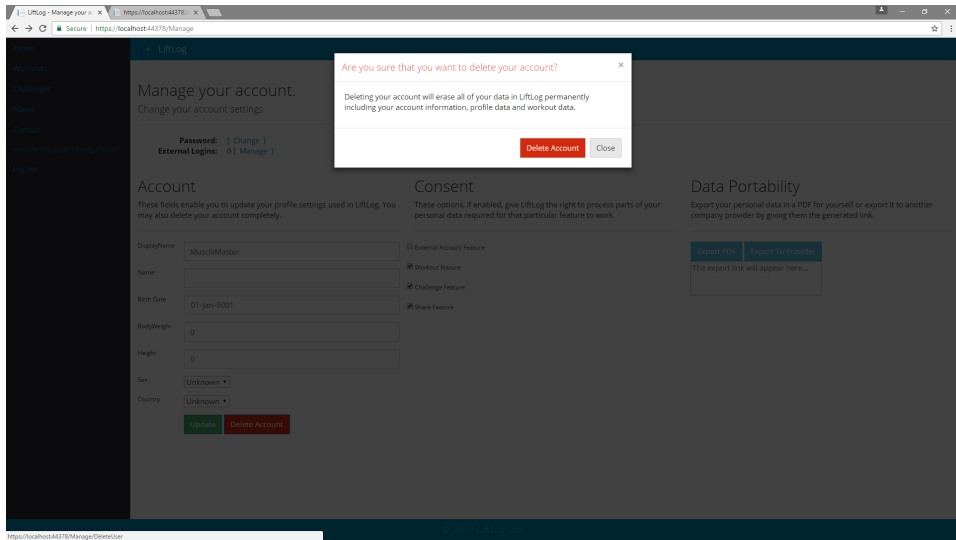 LiftLog - Manage your a
https://localhost:44378/
Secure
https://localhost:44378/Manage
Home
LiftLog
Workouts
Challenges
About
Contact
Log out
Are you sure that you want to delete your account?
×
Deleting your account will erase all of your data in LiftLog permanently
including your account information, profile data and workout data.
Delete Account
Close
Manage your account.
Change your account settings
Password: [ Change ]
External Logins: 0 [ Manage ]
Account
These fields enable you to update your profile settings used in LiftLog. You
may also delete your account completely.
DisplayName
MuscleMaster
Name
Birth Date
01-Jan-0001
BodyWeight
0
Height
0
Sex
Unknown
Country
Unknown
Update
Delete Account
Consent
These options, if enabled, give LiftLog the right to process parts of your
personal data required for that particular feature to work.
External Account Feature
Workout Feature
Challenge Feature
Share Feature
Data Portability
Export your personal data in a PDF for yourself or export it to another
company provider by giving them the generated link.
Export PDF
Export To Provider
The export link will appear here...
https://localhost:44378/Manage/DeleteUser